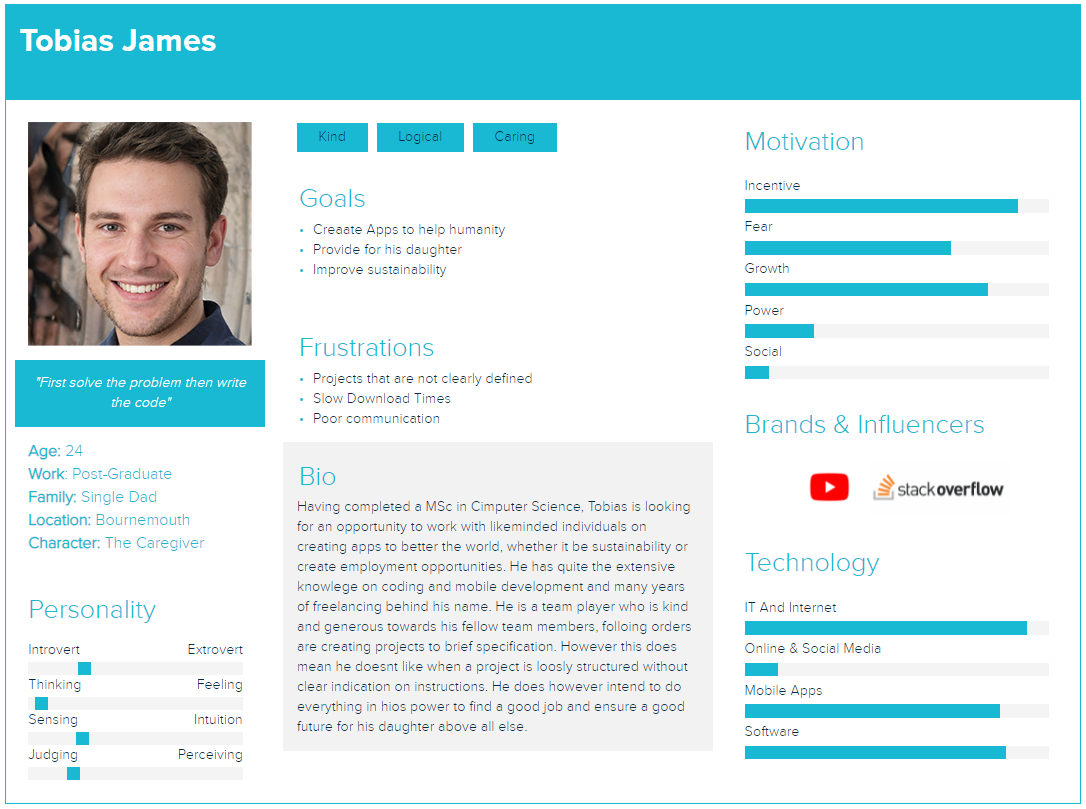 Tobias James
"First solve the problem then write
the code"
Age: 24
Work: Post-Graduate
Family: Single Dad
Location: Bournemouth
Character: The Caregiver
Personality
Introvert Extrovert
Thinking Feeling
Sensing Intuition
Judging Perceiving
Kind Logical Caring
Goals
Creaate Apps to help humanity
Provide for his daughter
Improve sustainability
Frustrations
Projects that are not clearly defined
Slow Download Times
Poor communication
Bio
Having completed a MSc in Cimputer Science, Tobias is looking
for an opportunity to work with likeminded individuals on
creating apps to better the world, whether it be sustainability or
create employment opportunities. He has quite the extensive
knowlege on coding and mobile development and many years
of freelancing behind his name. He is a team player who is kind
and generous towards his fellow team members, folloing orders
are creating projects to brief specification. However this does
mean he doesnt like when a project is loosly structured without
clear indication on instructions. He does however intend to do
everything in hios power to find a good job and ensure a good
future for his daughter above all else.
Motivation
Incentive
Fear
Growth
Power
Social
Brands & Influencers
stackoverflow
Technology
IT And Internet
Online & Social Media
Mobile Apps
Software